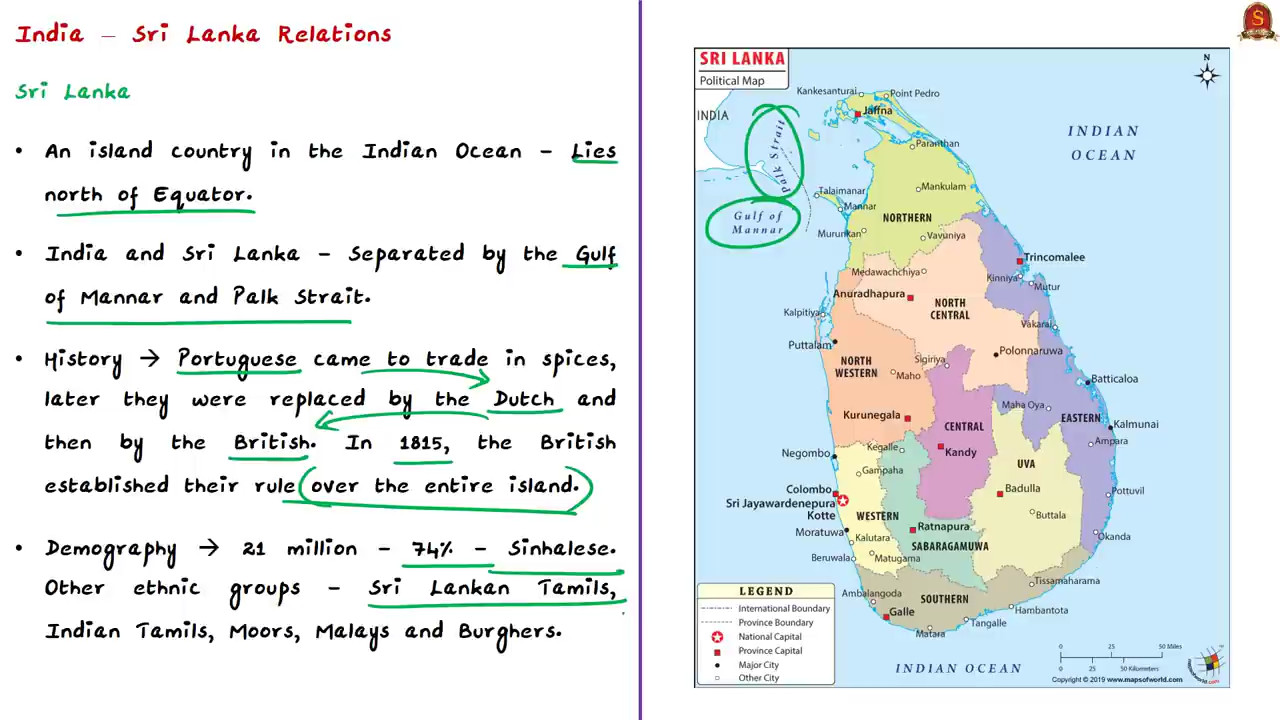 India – Sri Lanka Relations
Sri Lanka
• An island country in the Indian Ocean – Lies
north of Equator.
• India and Sri Lanka – Separated by the Gulf
of Mannar and Palk Strait.
• History → Portuguese came to trade in spices,
later they were replaced by the Dutch and
then by the British. In 1815, the British
established their rule over the entire island.
• Demography → 21 million – 74% – Sinhalese.
Other ethnic groups – Sri Lankan Tamils,
Indian Tamils, Moors, Malays and Burghers.
S
SRI LANKA
Political Map
N
INDIA
Kankesanturai
Point Pedro
Jaffna
INDIAN
OCEAN
Palk Strait
Paranthan
Talaimanar
Mankulam
Mannar
Gulf of
Mannar
NORTHERN
Murunkan
Vavuniya
Trincomalee
Medawachchiya
Kinniya
Mutur
Anuradhapura
NORTH
CENTRAL
Kalpitiya
Vakarai
Puttalam
Polonnaruwa
NORTH
WESTERN
Sigiriya
Maho
Batticaloa
Maha Oya
Kurunegala
EASTERN
Kalmunai
CENTRAL
Ampara
Negombo
Kegalle
Kandy
UVA
Gampaha
Colombo
Badulla
Pottuvil
Sri Jayawardenepura
Kotte
WESTERN
Buttala
Ratnapura
Moratuwa
Kalutara
SABARAGAMUWA
Okanda
Beruwala
Matugama
Tissamaharama
Ambalangoda
SOUTHERN
Hambantota
Galle
Tangalle
Matara
INDIAN OCEAN
LEGEND
International Boundary
Province Boundary
National Capital
Province Capital
Major City
Other City
0 25 50 Miles
0 25 50 Kilometers
Copyright © 2019 www.mapsofworld.com